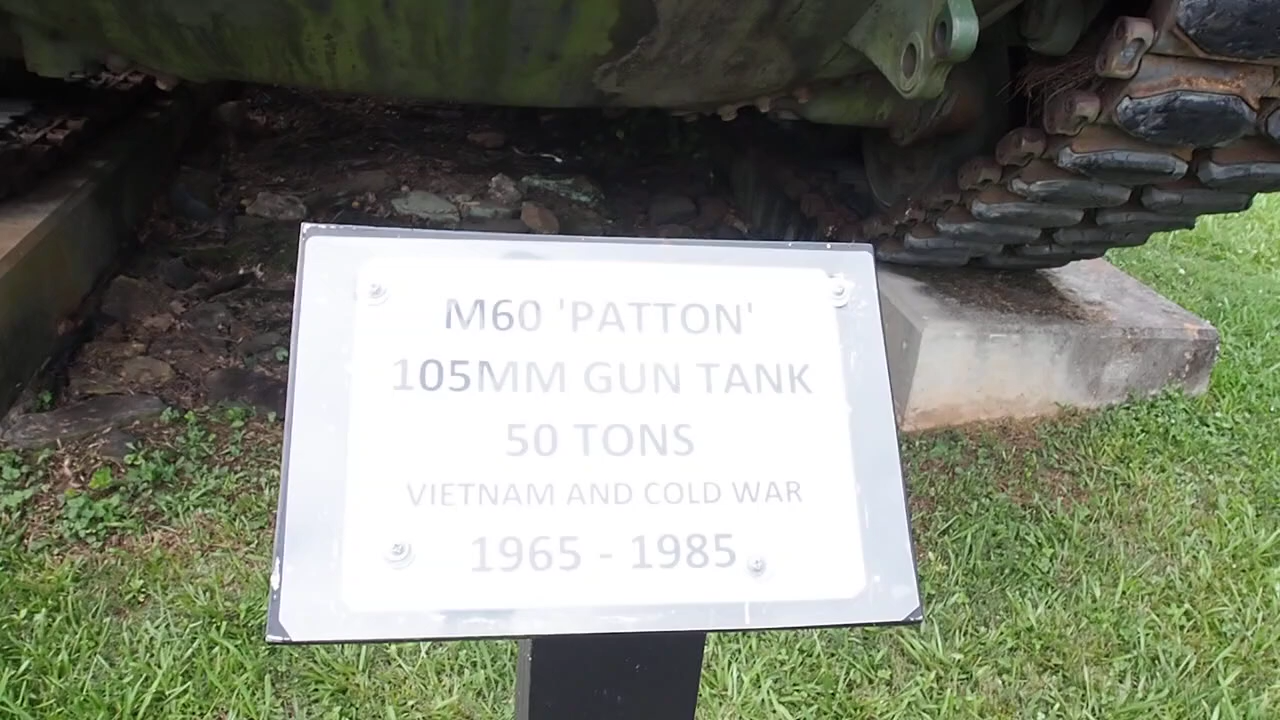 M60 'PATTON'
105MM GUN TANK
50 TONS
VIETNAM AND COLD WAR
1965 - 1985